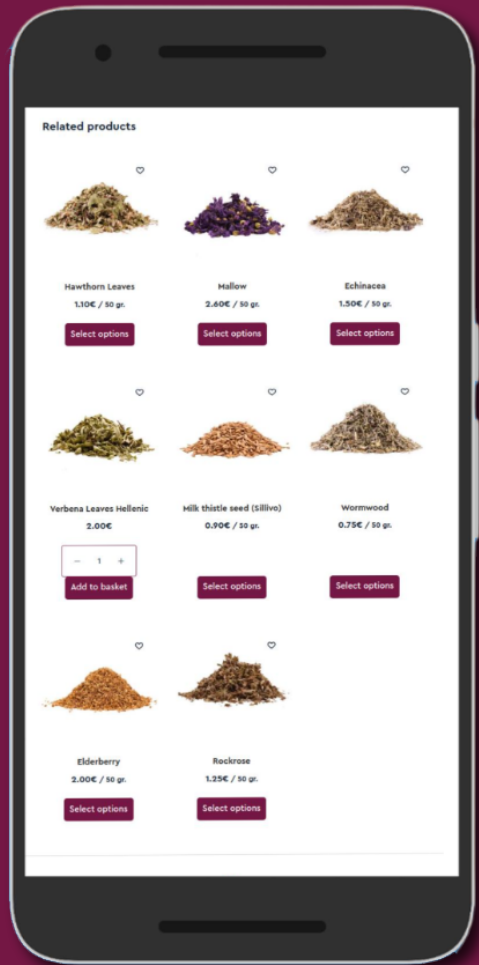 Related products
Hawthorn Leaves
1.10€ / 50 gr.
Select options
Mallow
2.60€ / 50 gr.
Select options
Echinacea
1.50€ / 50 gr.
Select options
Verbena Leaves Hellenic
2.00€
− 1 +
Add to basket
Milk thistle seed (Sillivo)
0.90€ / 50 gr.
Select options
Wormwood
0.75€ / 50 gr.
Select options
Elderberry
2.00€ / 50 gr.
Select options
Rockrose
1.25€ / 50 gr.
Select options